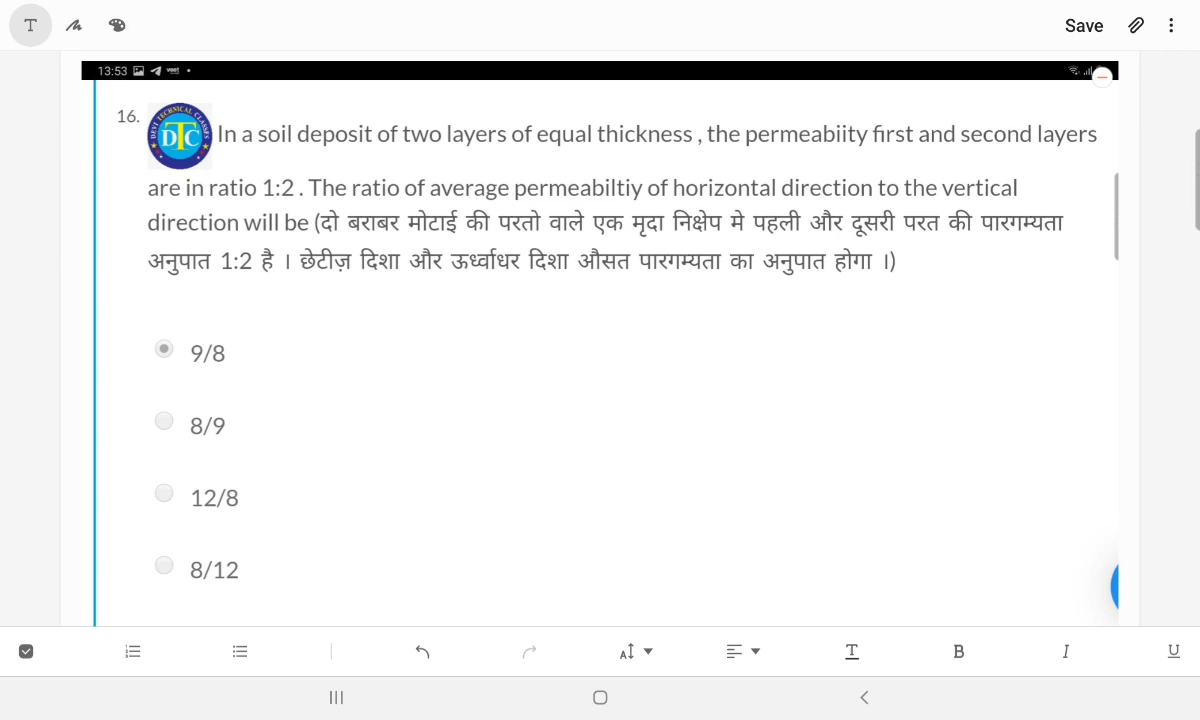 T
Save
13:53
16.
DEVI TECHNICAL CLASSES
DTC
In a soil deposit of two layers of equal thickness , the permeabiity first and second layers
are in ratio 1:2 . The ratio of average permeabiltiy of horizontal direction to the vertical
direction will be (दो बराबर मोटाई की परतो वाले एक मृदा निक्षेप मे पहली और दूसरी परत की पारगम्यता
अनुपात 1:2 है । छेटीज़ दिशा और ऊर्ध्वाधर दिशा औसत पारगम्यता का अनुपात होगा ।)
9/8
8/9
12/8
8/12
A T B I U